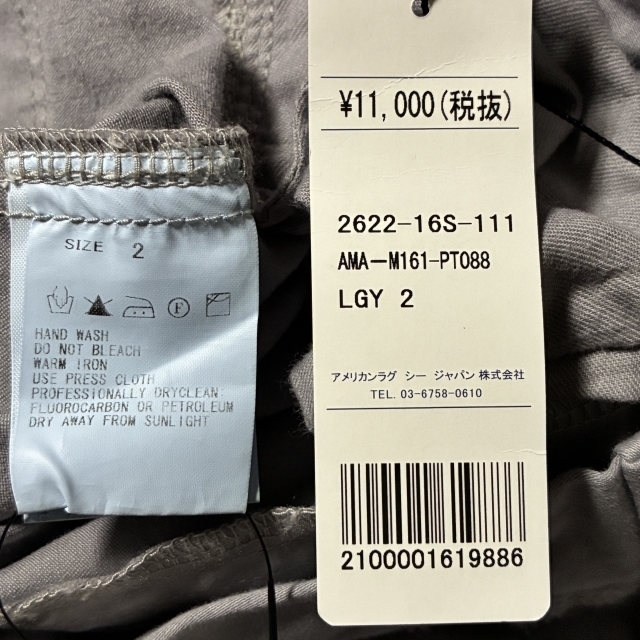 SIZE 2
F
HAND WASH
DO NOT BLEACH
WARM IRON
USE PRESS CLOTH
PROFESSIONALLY DRYCLEAN:
FLUOROCARBON OR PETROLEUM
DRY AWAY FROM SUNLIGHT
¥11,000(税抜)
2622-16S-111
AMA-M161-PT088
LGY 2
アメリカンラグ シー ジャパン 株式会社
TEL. 03-6758-0610
2100001619886